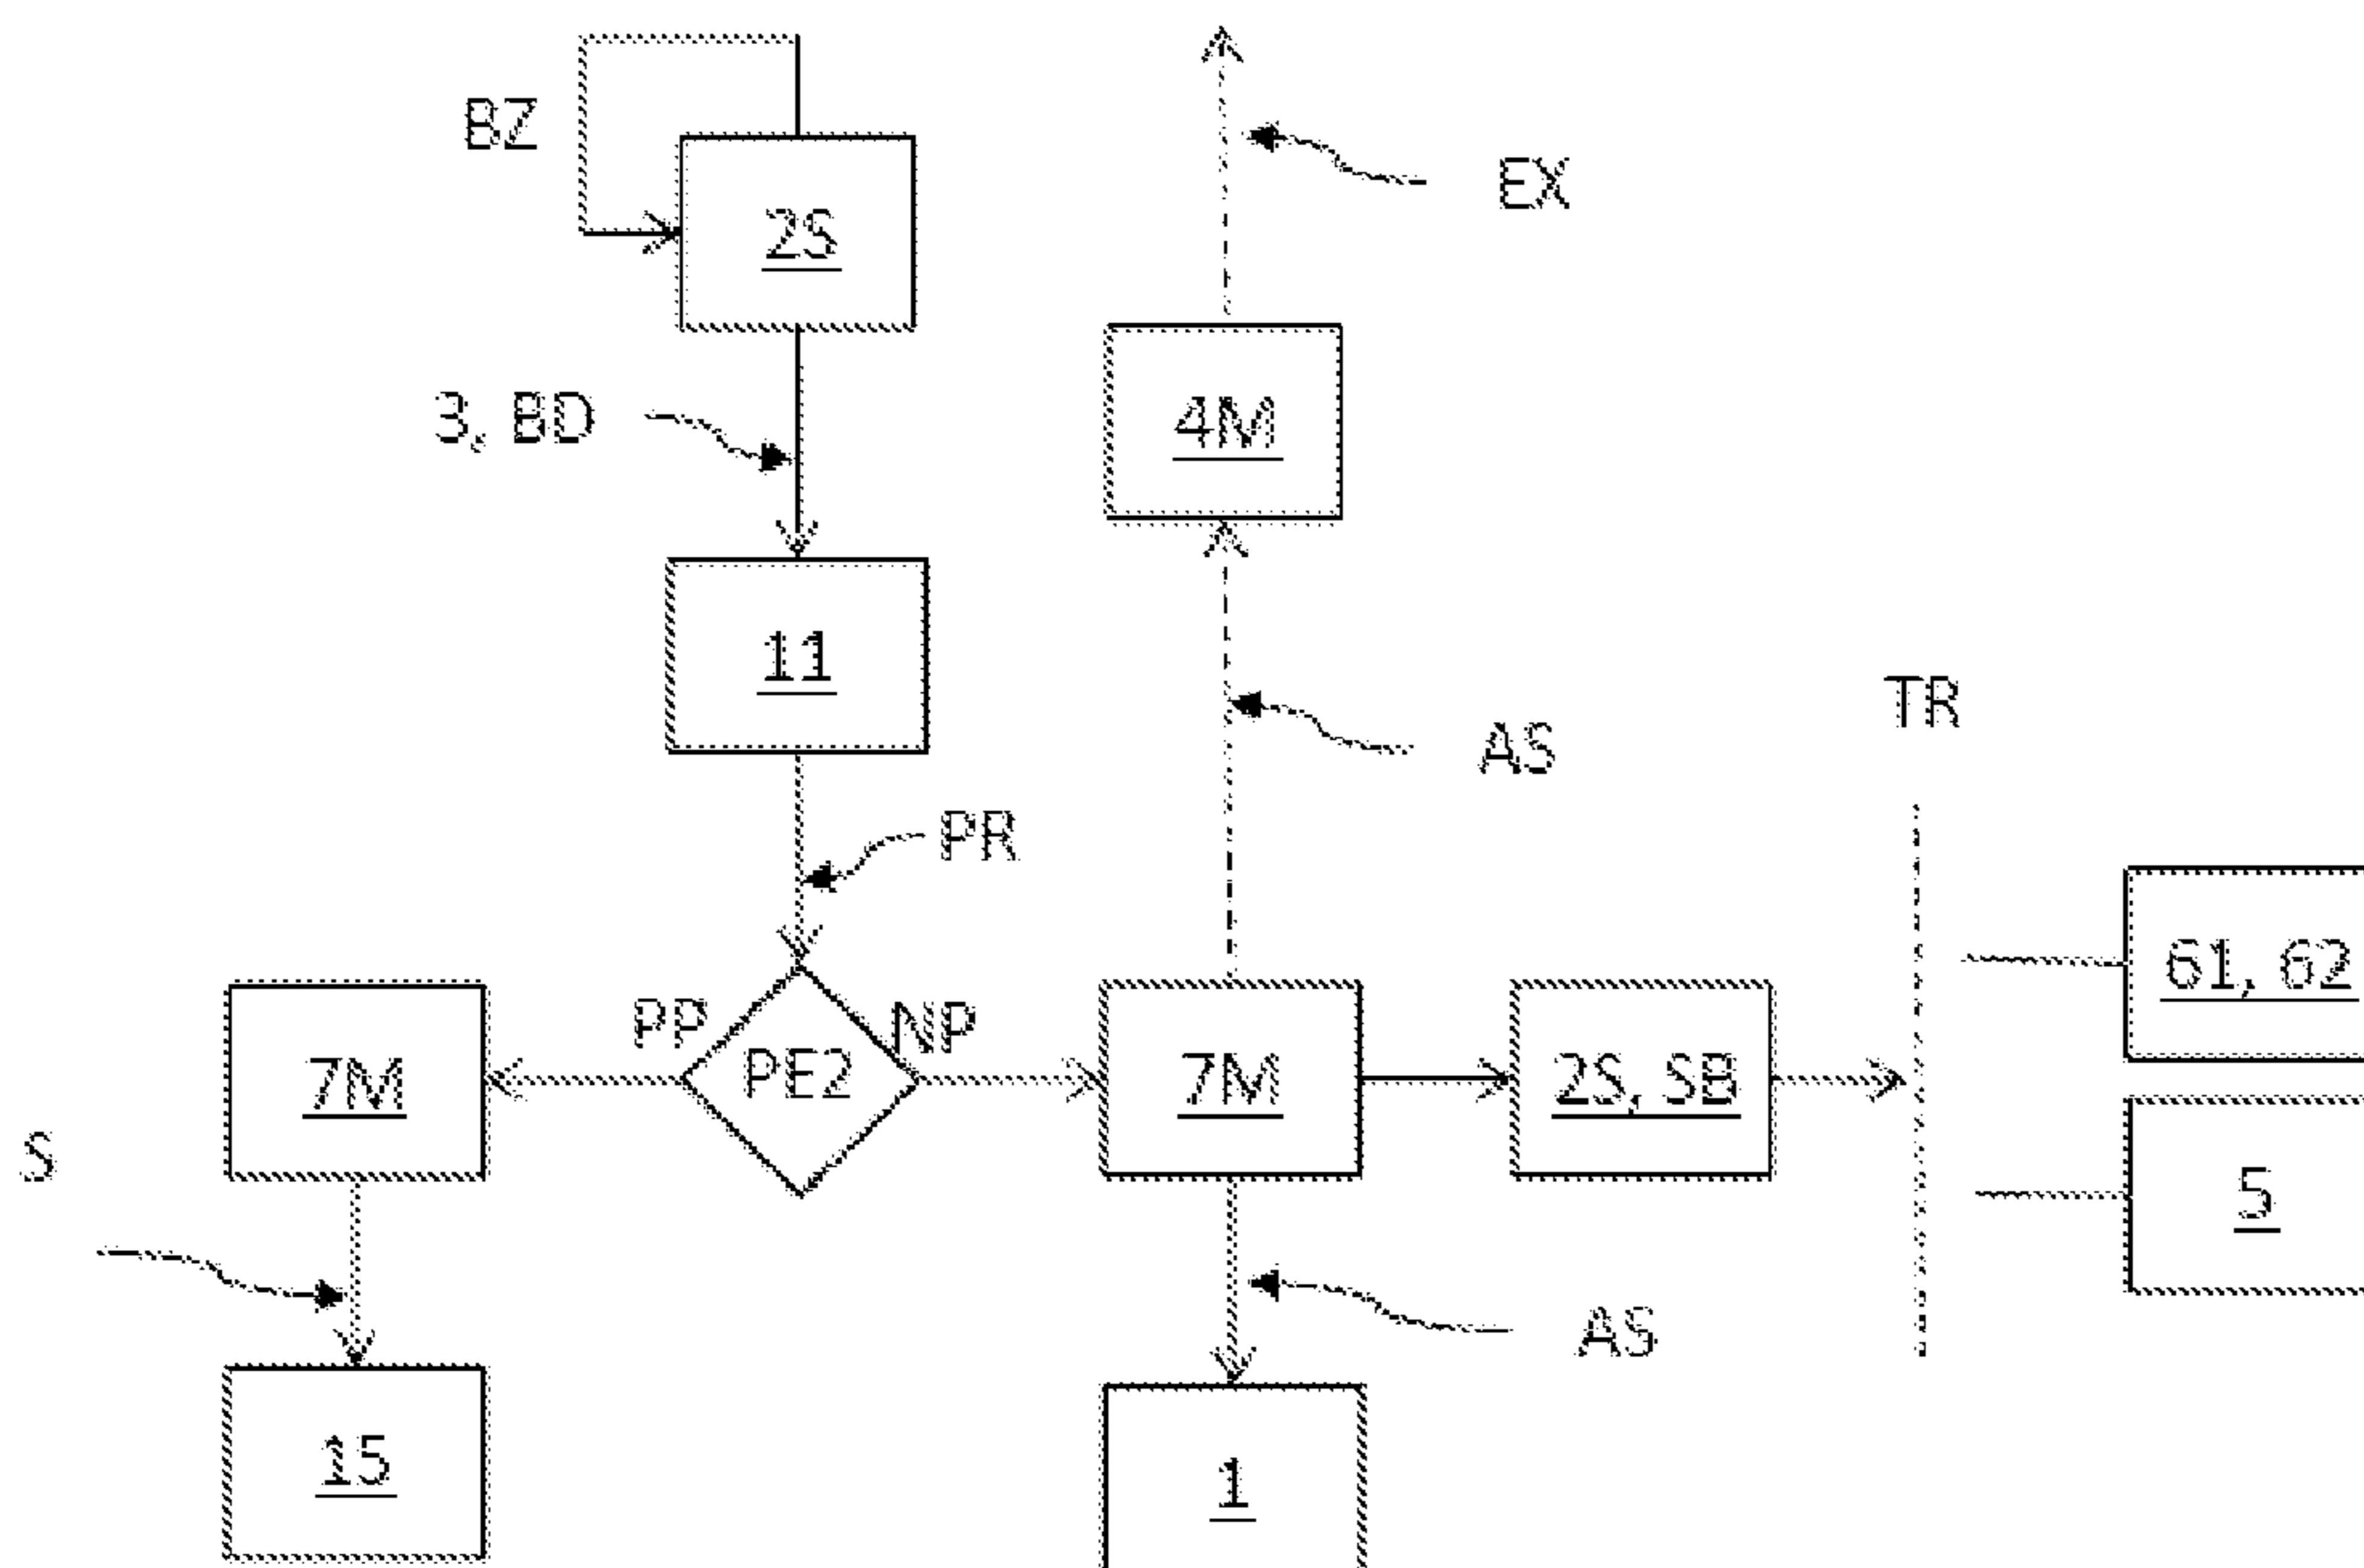 BZ
EX
2S
3, BD
4M
11
TR
AS
PR
61, 62
PP
NP
7M
PE2
7M
2S, SB
S
5
AS
15
1